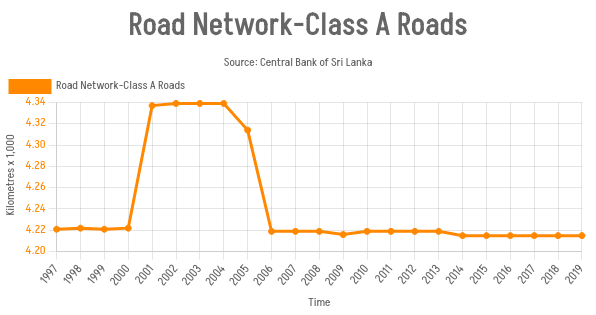 Road Network-Class A Roads
Source: Central Bank of Sri Lanka
Road Network-Class A Roads
Kilometres x 1,000
4.34
4.32
4.30
4.28
4.26
4.24
4.22
4.20
1997 1998 1999 2000 2001 2002 2003 2004 2005 2006 2007 2008 2009 2010 2011 2012 2013 2014 2015 2016 2017 2018 2019
Time